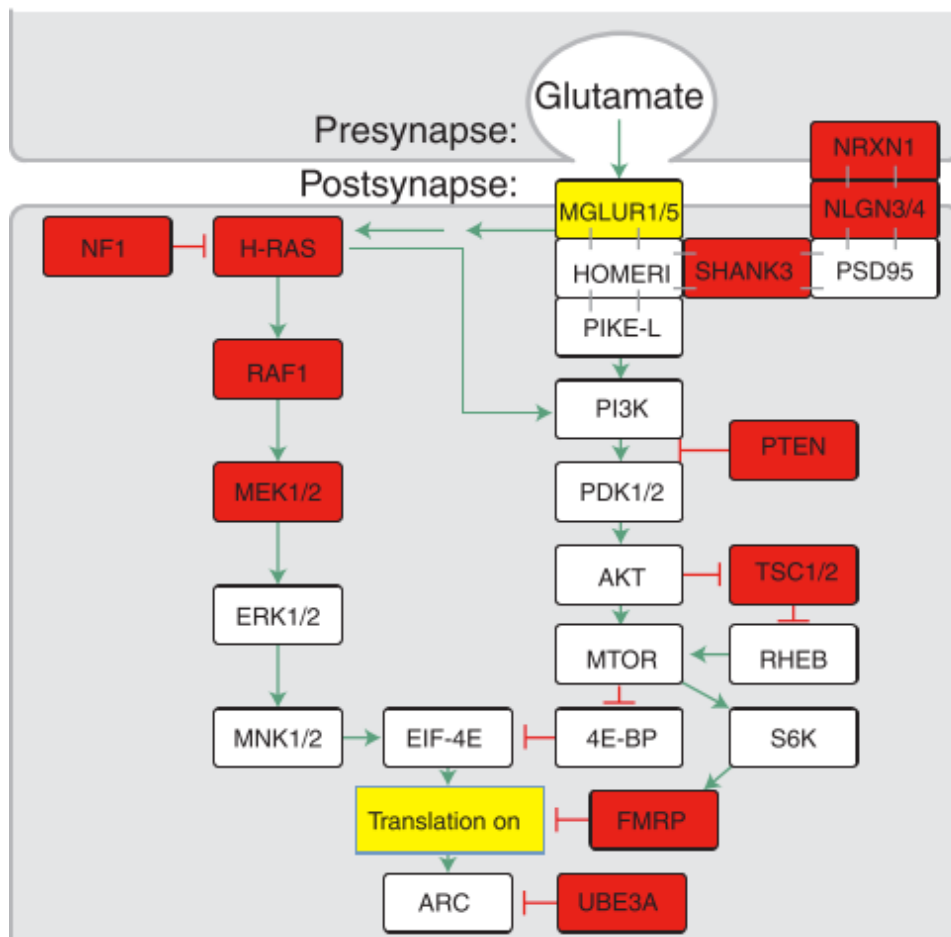 Glutamate
Presynapse:
NRXN1
Postsynapse:
MGLUR1/5
NLGN3/4
NF1
H-RAS
HOMERI
SHANK3
PSD95
PIKE-L
RAF1
PI3K
PTEN
MEK1/2
PDK1/2
AKT
TSC1/2
ERK1/2
MTOR
RHEB
MNK1/2
EIF-4E
4E-BP
S6K
Translation on
FMRP
ARC
UBE3A